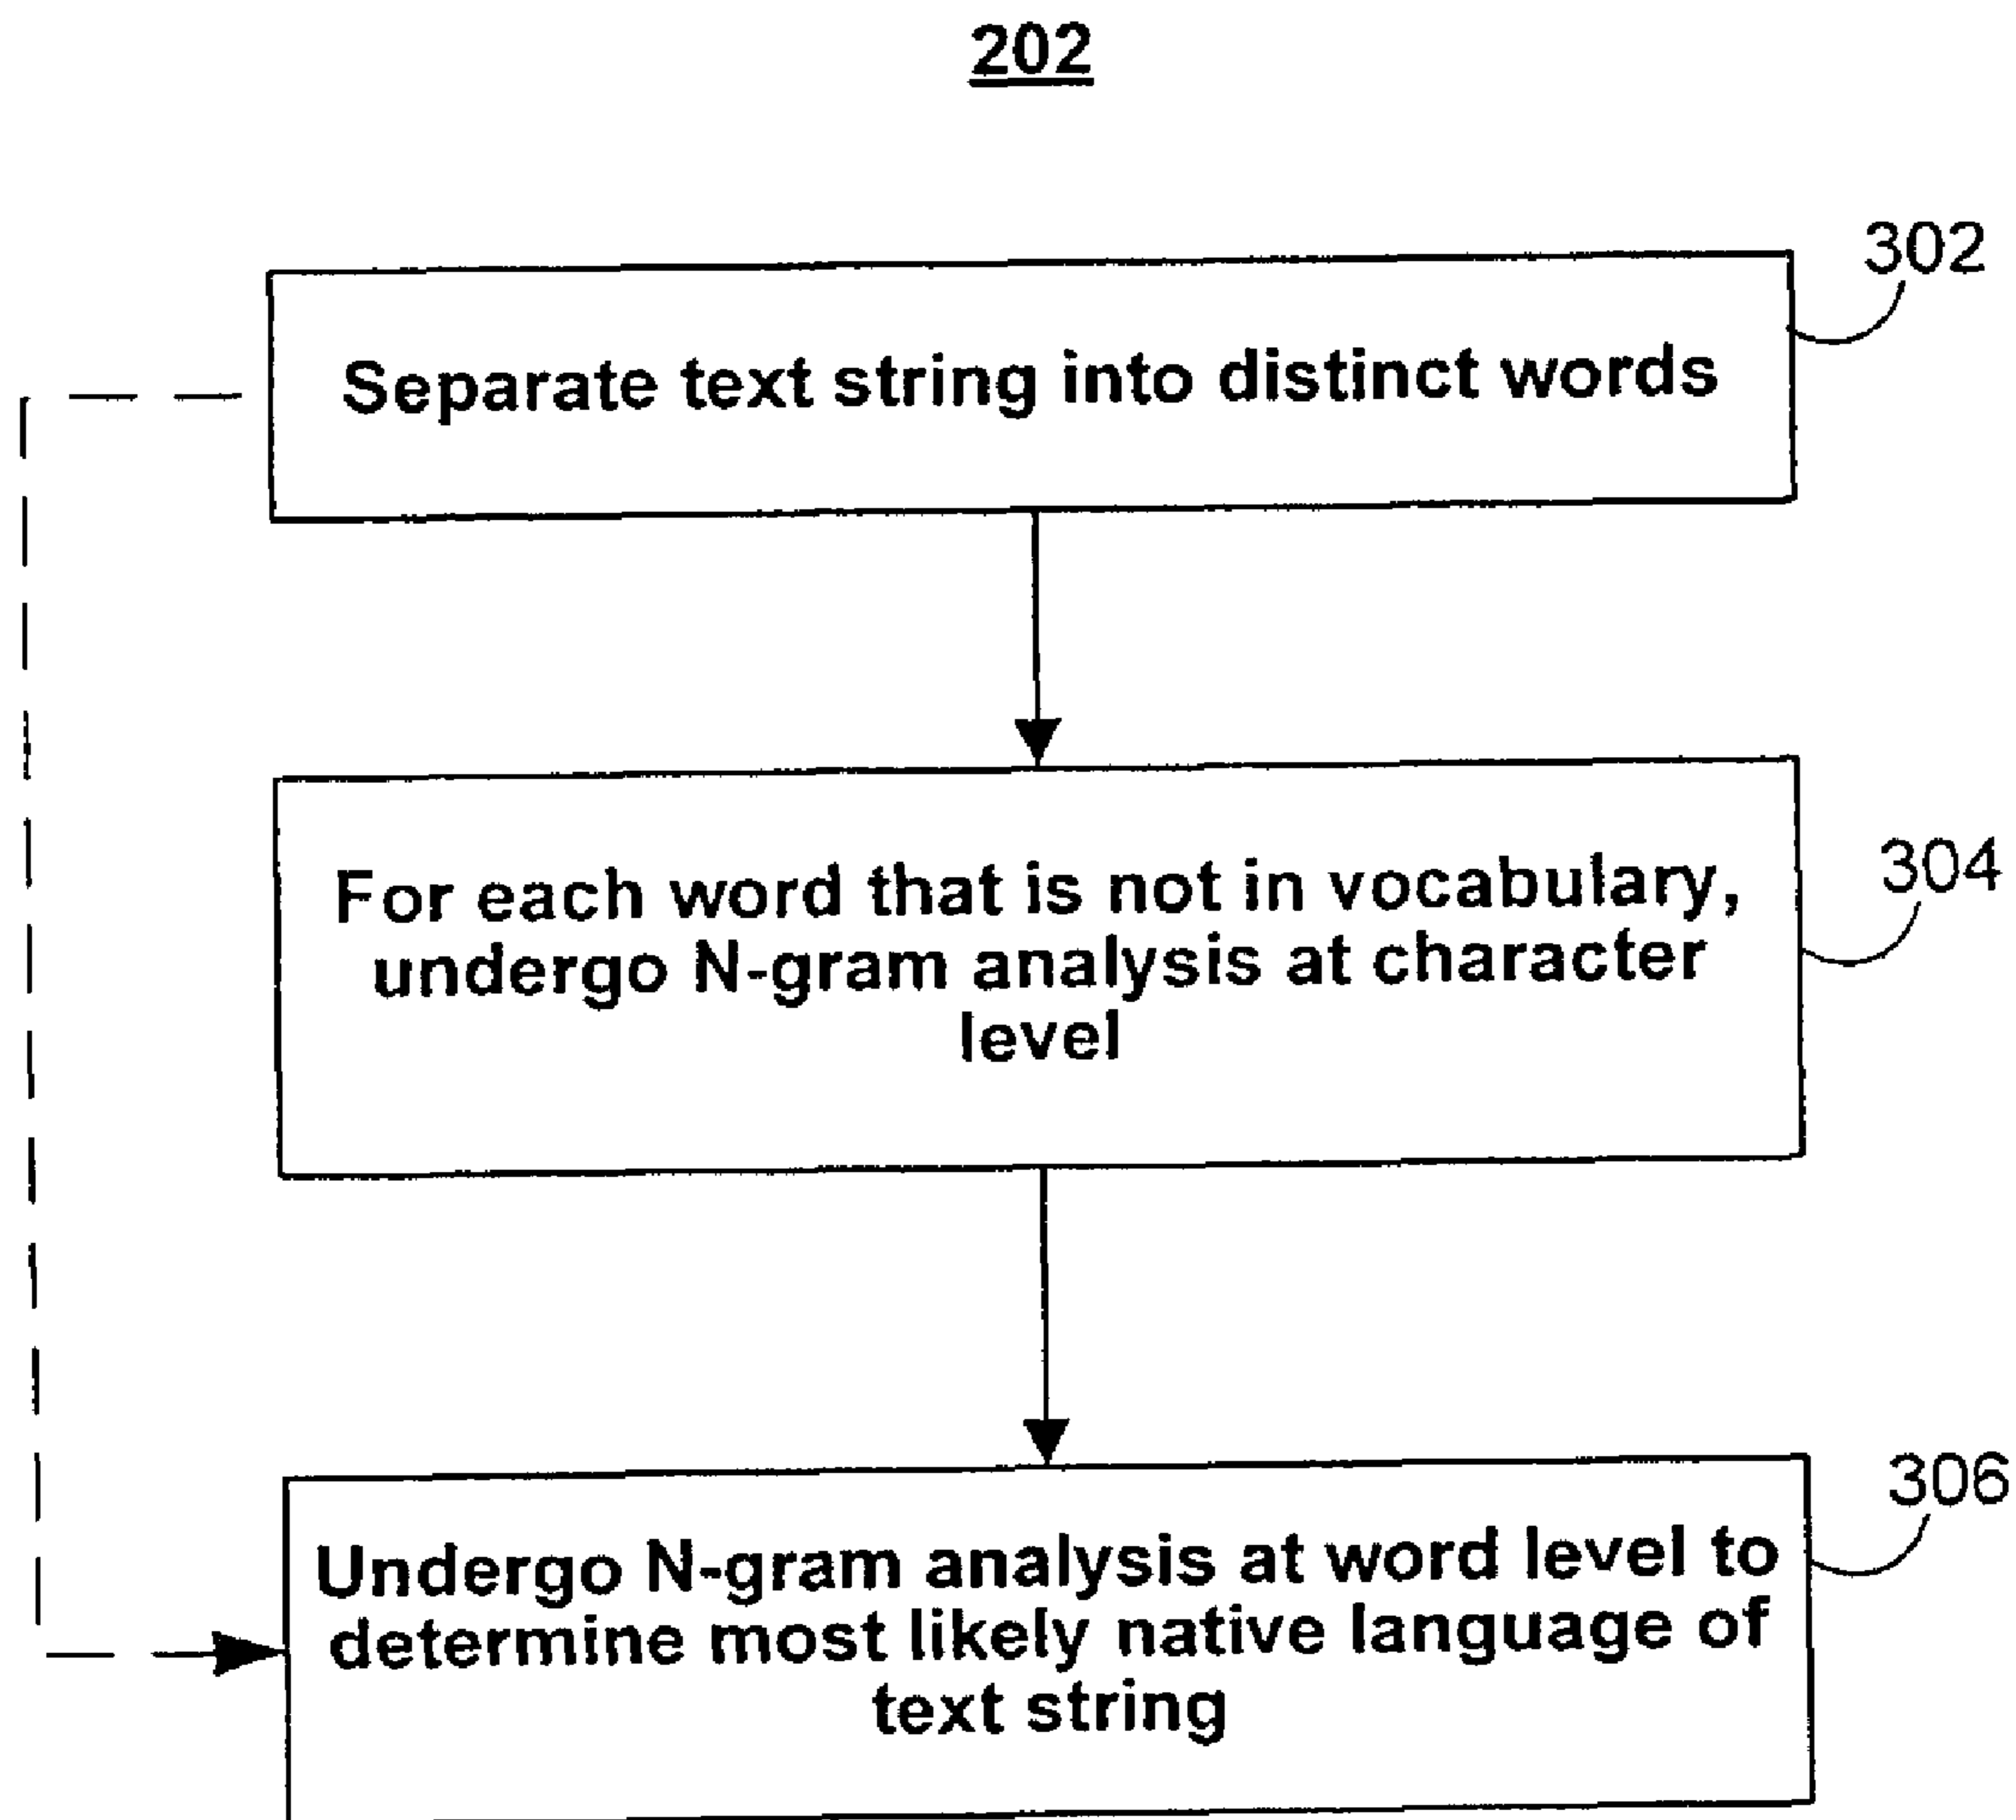 202
302
Separate text string into distinct words
304
For each word that is not in vocabulary,
undergo N-gram analysis at character
level
306
Undergo N-gram analysis at word level to
determine most likely native language of
text string